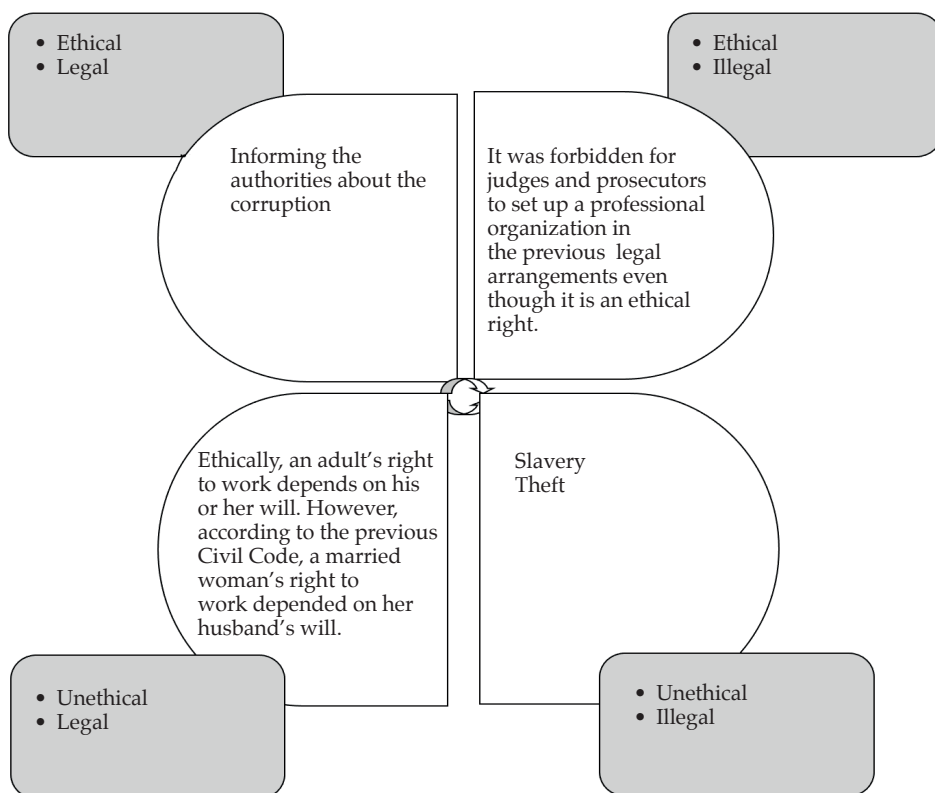 • Ethical
• Legal
Informing the
authorities about the
corruption
• Ethical
• Illegal
It was forbidden for
judges and prosecutors
to set up a professional
organization in
the previous legal
arrangements even
though it is an ethical
right.
Ethically, an adult's right
to work depends on his
or her will. However,
according to the previous
Civil Code, a married
woman's right to
work depended on her
husband's will.
• Unethical
• Legal
Slavery
Theft
• Unethical
• Illegal